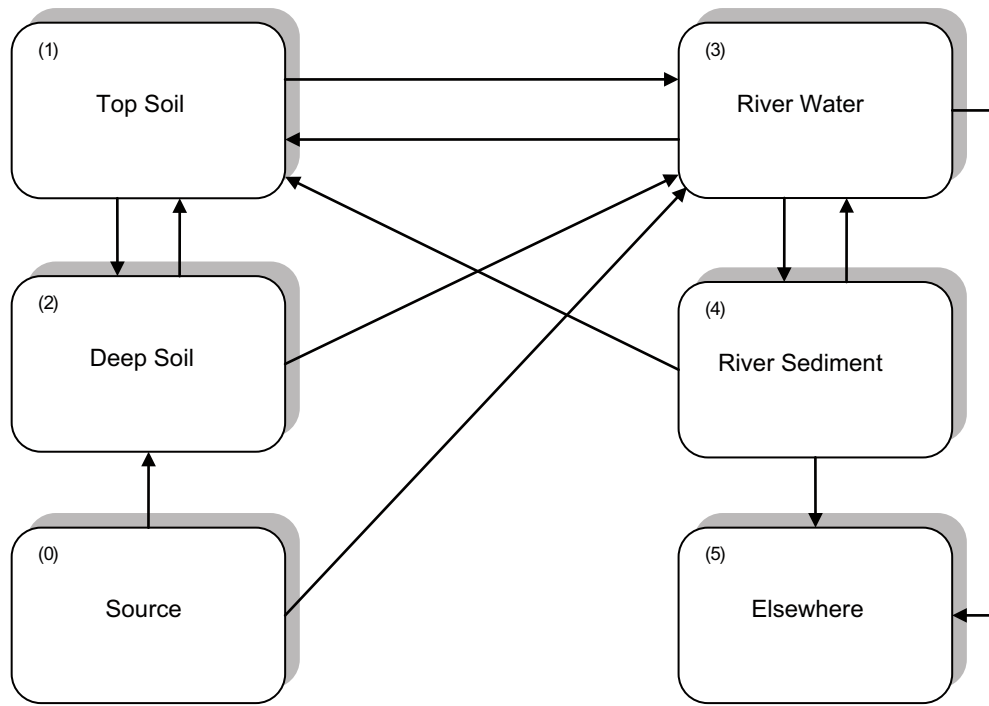 (1)
Top Soil
(3)
River Water
(2)
Deep Soil
(4)
River Sediment
(0)
Source
(5)
Elsewhere